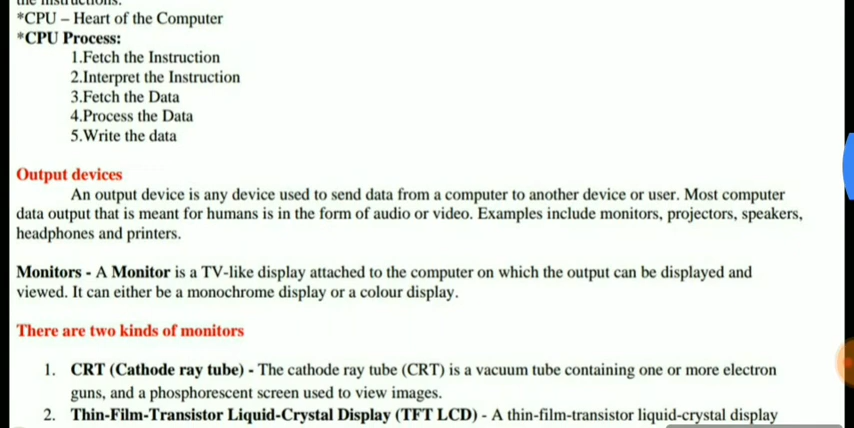 the instructions.
*CPU – Heart of the Computer
*CPU Process:
1.Fetch the Instruction
2.Interpret the Instruction
3.Fetch the Data
4.Process the Data
5.Write the data
Output devices
An output device is any device used to send data from a computer to another device or user. Most computer
data output that is meant for humans is in the form of audio or video. Examples include monitors, projectors, speakers,
headphones and printers.
Monitors - A Monitor is a TV-like display attached to the computer on which the output can be displayed and
viewed. It can either be a monochrome display or a colour display.
There are two kinds of monitors
1. CRT (Cathode ray tube) - The cathode ray tube (CRT) is a vacuum tube containing one or more electron
guns, and a phosphorescent screen used to view images.
2. Thin-Film-Transistor Liquid-Crystal Display (TFT LCD) - A thin-film-transistor liquid-crystal display